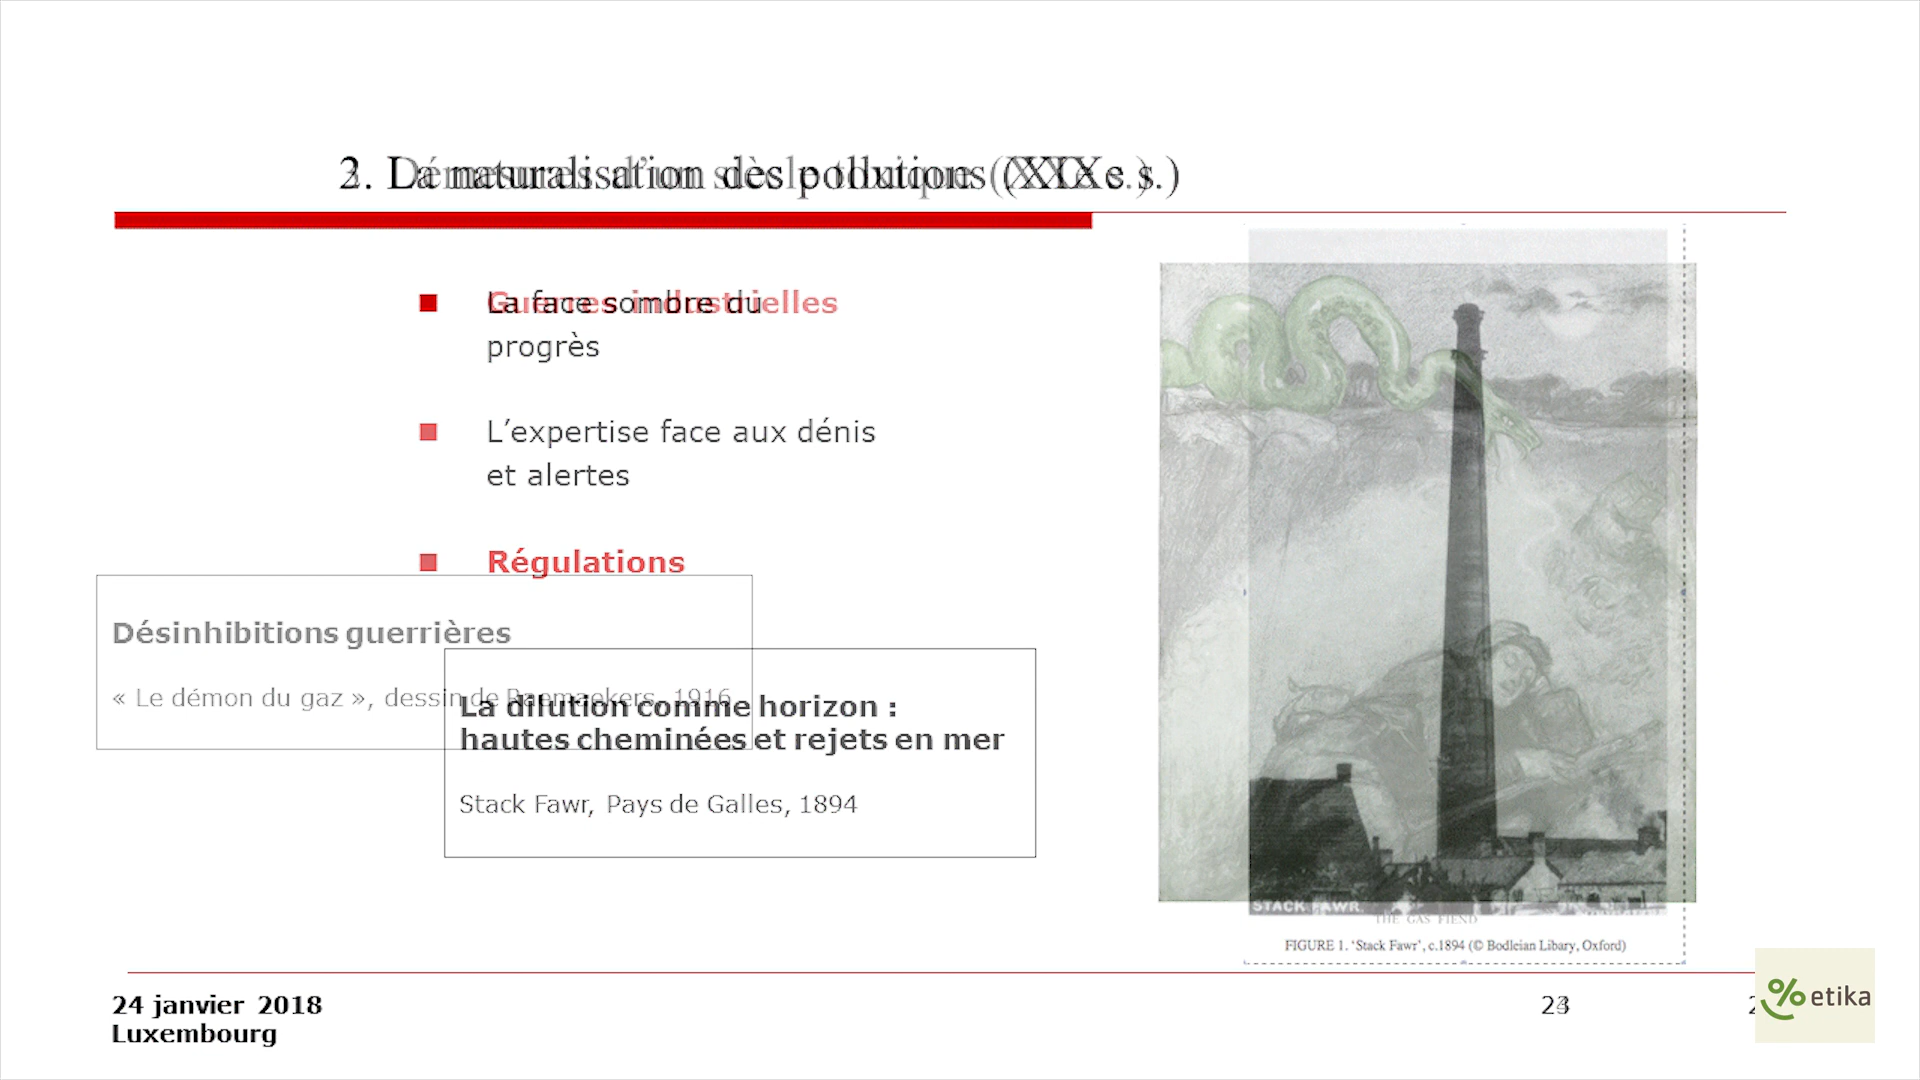 2. La naturalisation des pollutions (XIXe s.)
Guerres industrielles
La face sombre du
progrès
L’expertise face aux dénis
et alertes
Régulations
Désinhibitions guerrières
« Le démon du gaz », dessin de Raemaekers, 1916
La dilution comme horizon :
hautes cheminées et rejets en mer
Stack Fawr, Pays de Galles, 1894
STACK FAWR.
THE GAS FIEND
FIGURE 1. ‘Stack Fawr’, c.1894 (© Bodleian Libary, Oxford)
24 janvier 2018
Luxembourg
% etika